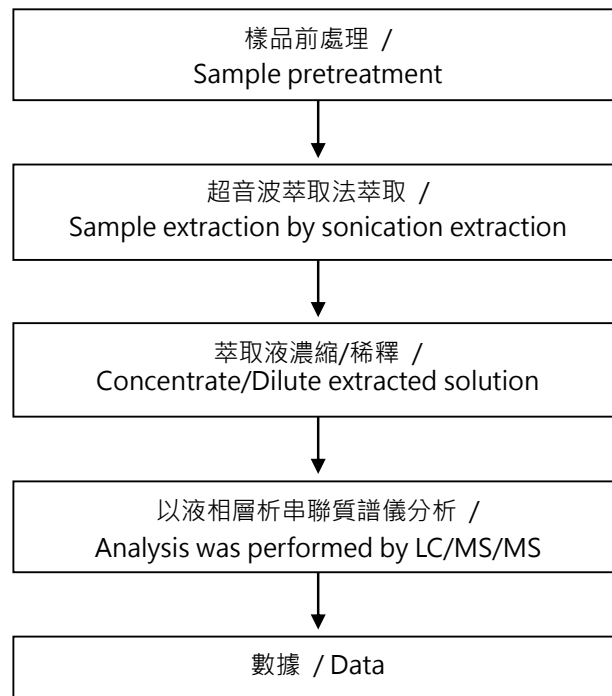 樣品前處理 /
Sample pretreatment
超音波萃取法萃取 /
Sample extraction by sonication extraction
萃取液濃縮/稀釋 /
Concentrate/Dilute extracted solution
以液相層析串聯質譜儀分析 /
Analysis was performed by LC/MS/MS
數據 / Data